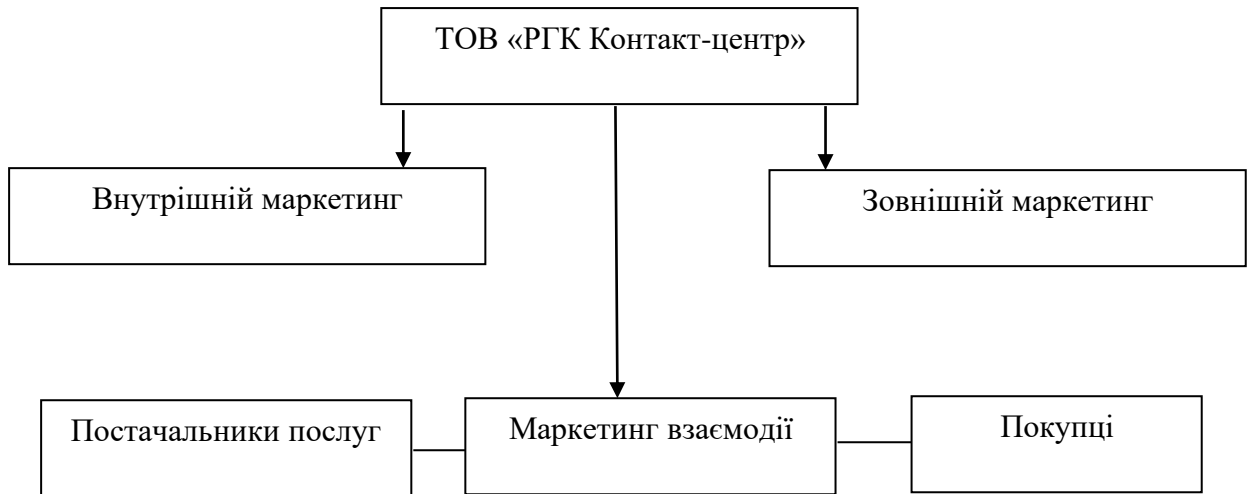 ТОВ «РГК Контакт-центр»
Внутрішній маркетинг
Зовнішній маркетинг
Постачальники послуг
Маркетинг взаємодії
Покупці